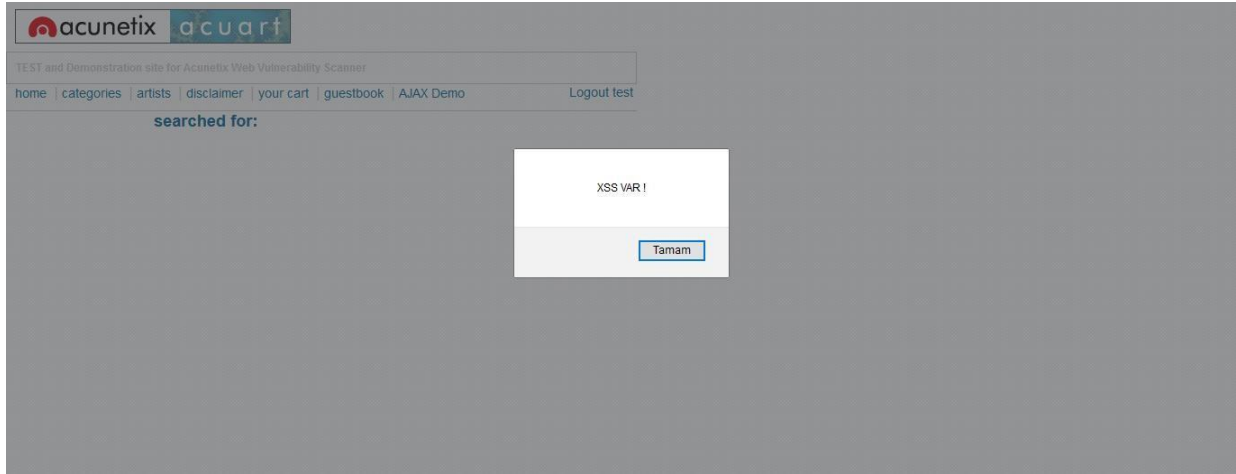 acunetix acuart
TEST and Demonstration site for Acunetix Web Vulnerability Scanner
home | categories | artists | disclaimer | your cart | guestbook | AJAX Demo Logout test
searched for:
XSS VAR !
Tamam